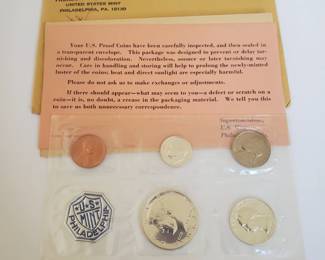 UNITED STATES MINT
PHILADELPHIA, PA. 19130
Your U.S. Proof Coins have been carefully inspected, and then sealed in
a transparent envelope. This package was designed to prevent or delay tar-
nishing and discoloration. Nevertheless, sooner or later tarnishing may
occur. Care in handling and storing will help to prolong the newly-minted
luster of the coins; heat and direct sunlight are especially harmful.
Please do not ask us to make exchanges or adjustments.
If there should appear—what may seem to you—a defect or scratch on a
coin—it is, no doubt, a crease in the packaging material. We tell you this
to save us both unnecessary correspondence.
Superintendent,
U.S.
Philadelphia
U·S
MINT
PHILADELPHIA